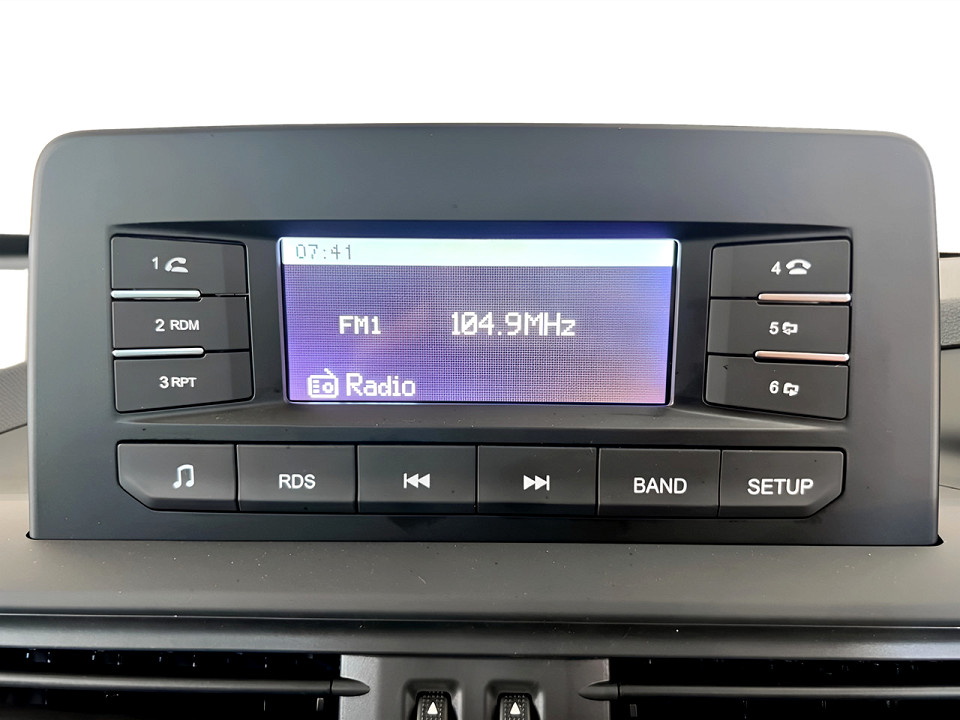 07:41
FM1 104.9MHz
Radio
1
2 RDM
3 RPT
4
5
6
RDS
BAND
SETUP